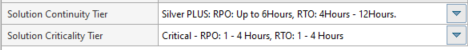 Solution Continuity Tier Silver PLUS: RPO: Up to 6Hours, RTO: 4Hours - 12Hours.
Solution Criticality Tier Critical - RPO: 1 - 4 Hours, RTO: 1 - 4 Hours